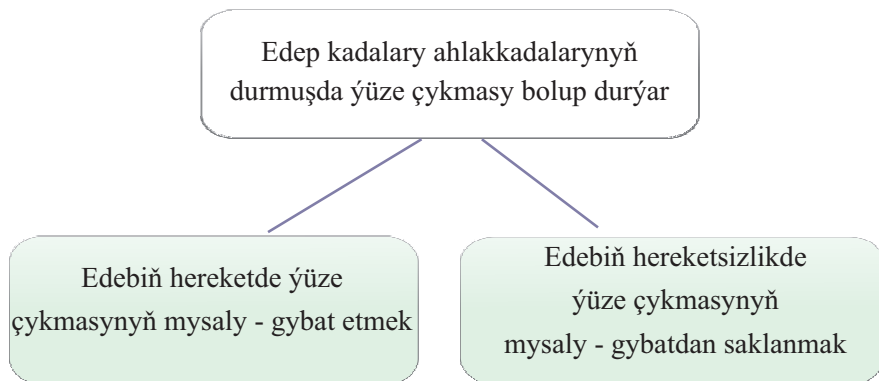 Edep kadalary ahlakkadalarynyň
durmuşda ýüze çykmasy bolup durýar
Edebiň hereketde ýüze
çykmasynyň mysaly - gybat etmek
Edebiň hereketsizlikde
ýüze çykmasynyň
mysaly - gybatdan saklanmak